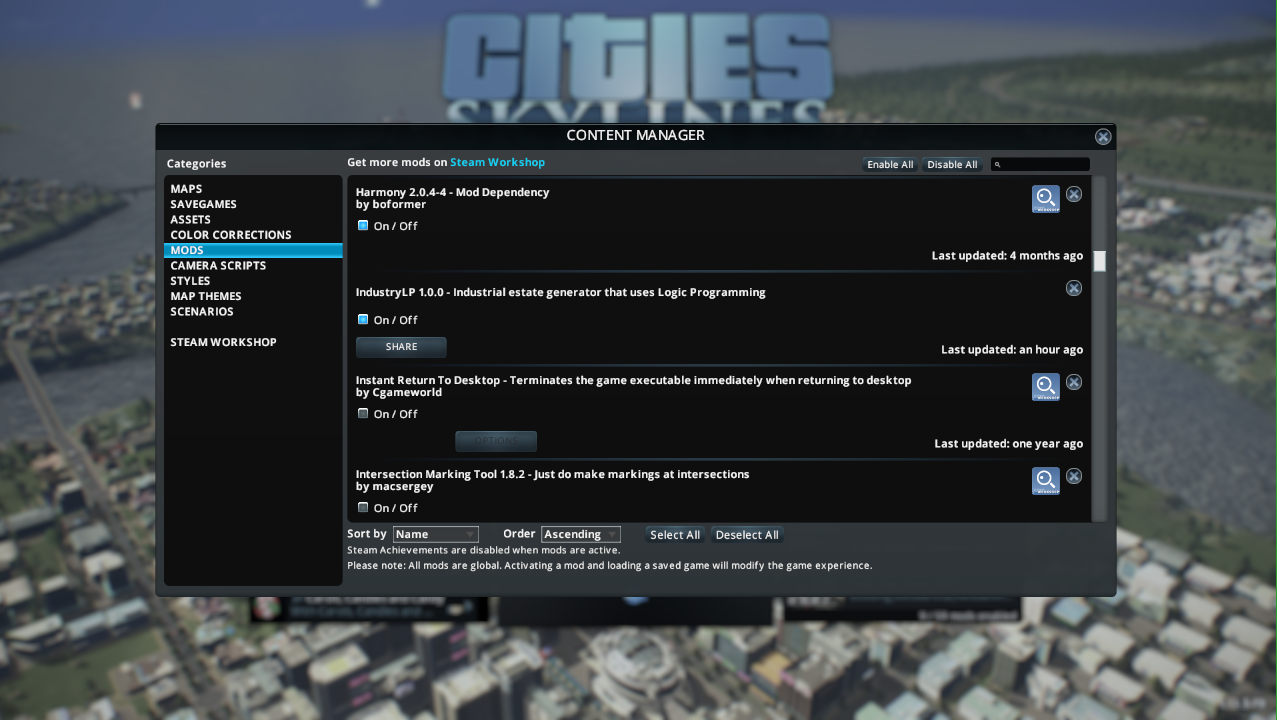 CITIES
SKYLINES
CONTENT MANAGER
Categories
MAPS
SAVEGAMES
ASSETS
COLOR CORRECTIONS
MODS
CAMERA SCRIPTS
STYLES
MAP THEMES
SCENARIOS
STEAM WORKSHOP
Get more mods on Steam Workshop
Enable All Disable All
Harmony 2.0.4-4 - Mod Dependency
by boformer
On / Off
Last updated: 4 months ago
IndustryLP 1.0.0 - Industrial estate generator that uses Logic Programming
On / Off
SHARE
Last updated: an hour ago
Instant Return To Desktop - Terminates the game executable immediately when returning to desktop
by Cgameworld
On / Off
OPTIONS
Last updated: one year ago
Intersection Marking Tool 1.8.2 - Just do make markings at intersections
by macsergey
On / Off
Sort by Name Order Ascending Select All Deselect All
Steam Achievements are disabled when mods are active.
Please note: All mods are global. Activating a mod and loading a saved game will modify the game experience.